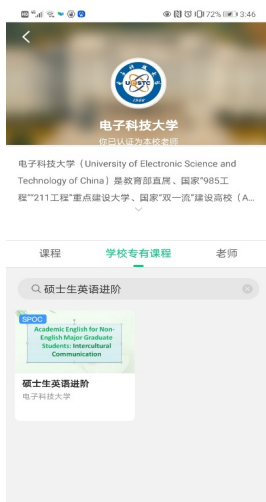 72% 3:46
UESTC
1956
电子科技大学
你已认证为本校老师
电子科技大学（University of Electronic Science and
Technology of China）是教育部直属、国家"985工
程""211工程"重点建设大学、国家"双一流"建设高校（A...
课程 学校专有课程 老师
硕士生英语进阶
SPOC
Academic English for Non-
English Major Graduate
Students: Intercultural
Communication
硕士生英语进阶
电子科技大学